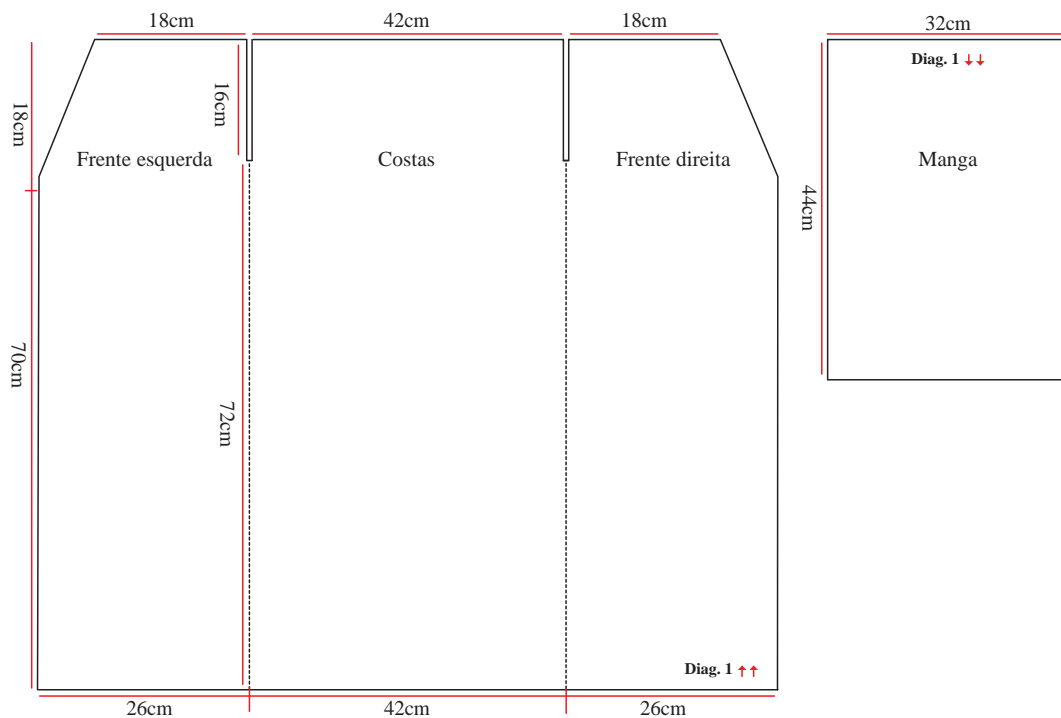 18cm
42cm
18cm
32cm
Diag. 1 ↓↓
18cm
16cm
Frente esquerda
Costas
Frente direita
Manga
44cm
70cm
72cm
Diag. 1 ↑↑
26cm
42cm
26cm